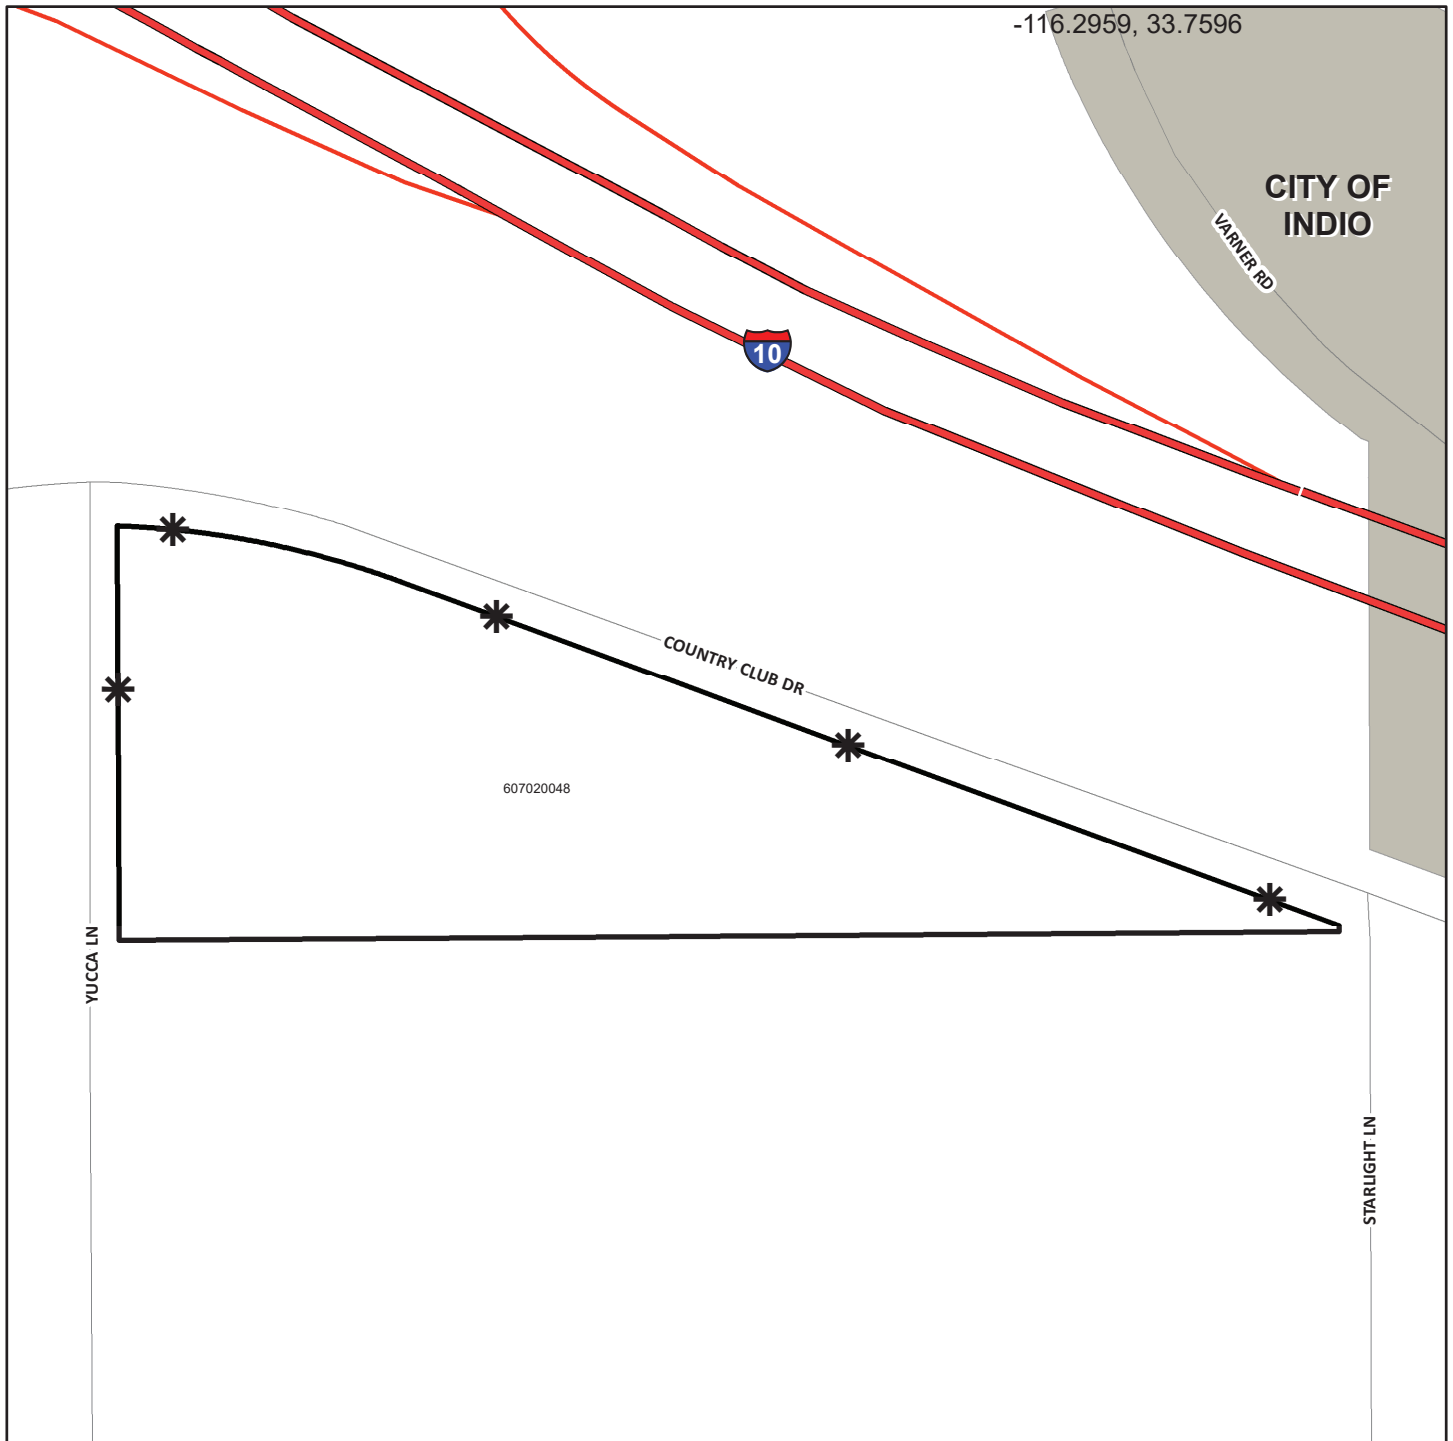 -116.2959, 33.7596
CITY OF
INDIO
VARNER RD
10
COUNTRY CLUB DR
607020048
YUCCA LN
STARLIGHT LN